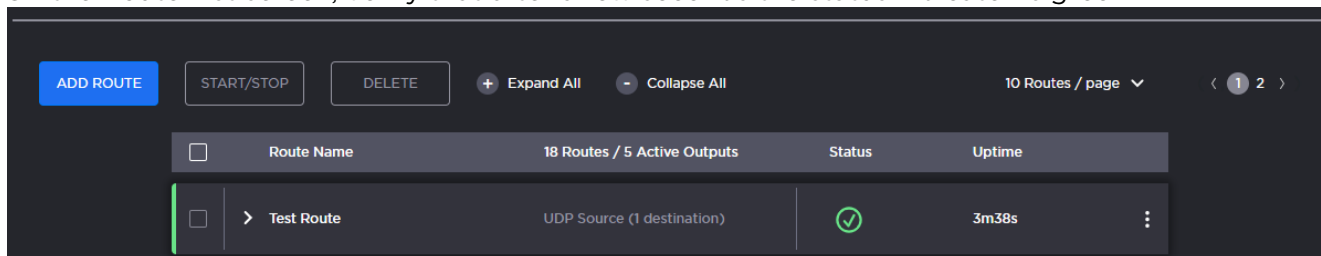 ADD ROUTE START/STOP DELETE + Expand All - Collapse All 10 Routes / page 1 2
Route Name 18 Routes / 5 Active Outputs Status Uptime
Test Route UDP Source (1 destination) 3m38s